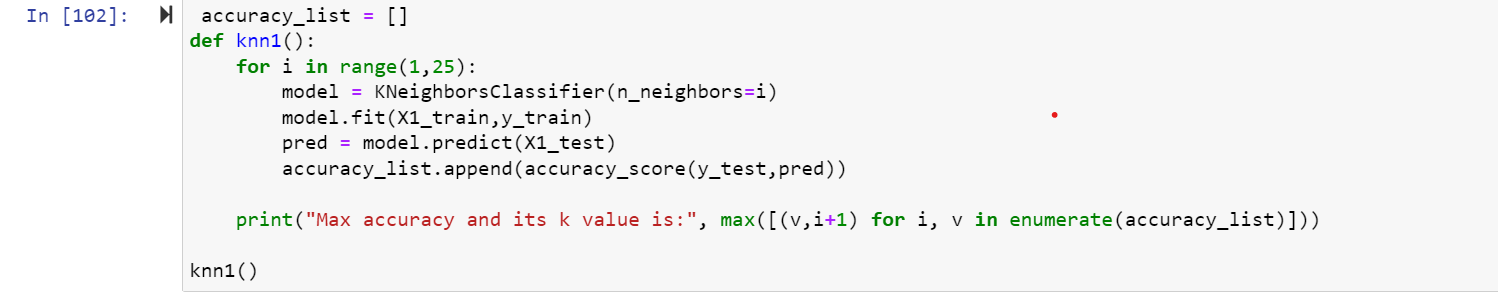 In [102]:
 accuracy_list = []
def knn1():
    for i in range(1,25):
        model = KNeighborsClassifier(n_neighbors=i)
        model.fit(X1_train,y_train)
        pred = model.predict(X1_test)
        accuracy_list.append(accuracy_score(y_test,pred))
    print("Max accuracy and its k value is:", max([(v,i+1) for i, v in enumerate(accuracy_list)]))
knn1()